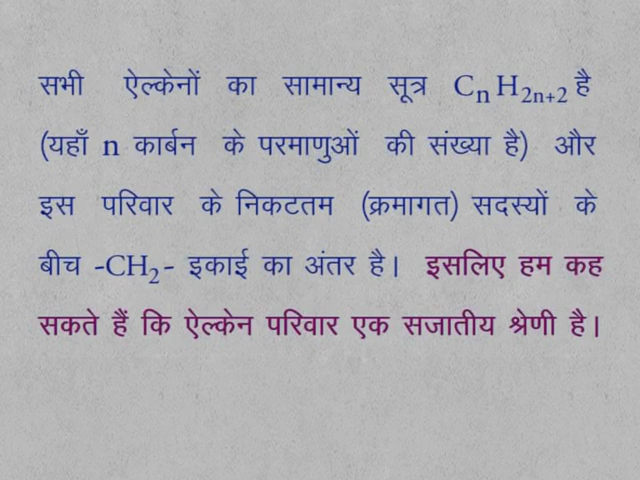 सभी ऐल्केनों का सामान्य सूत्र CₙH₂ₙ₊₂ है
(यहाँ n कार्बन के परमाणुओं की संख्या है) और
इस परिवार के निकटतम (क्रमागत) सदस्यों के
बीच -CH₂- इकाई का अंतर है। इसलिए हम कह
सकते हैं कि ऐल्केन परिवार एक सजातीय श्रेणी है।